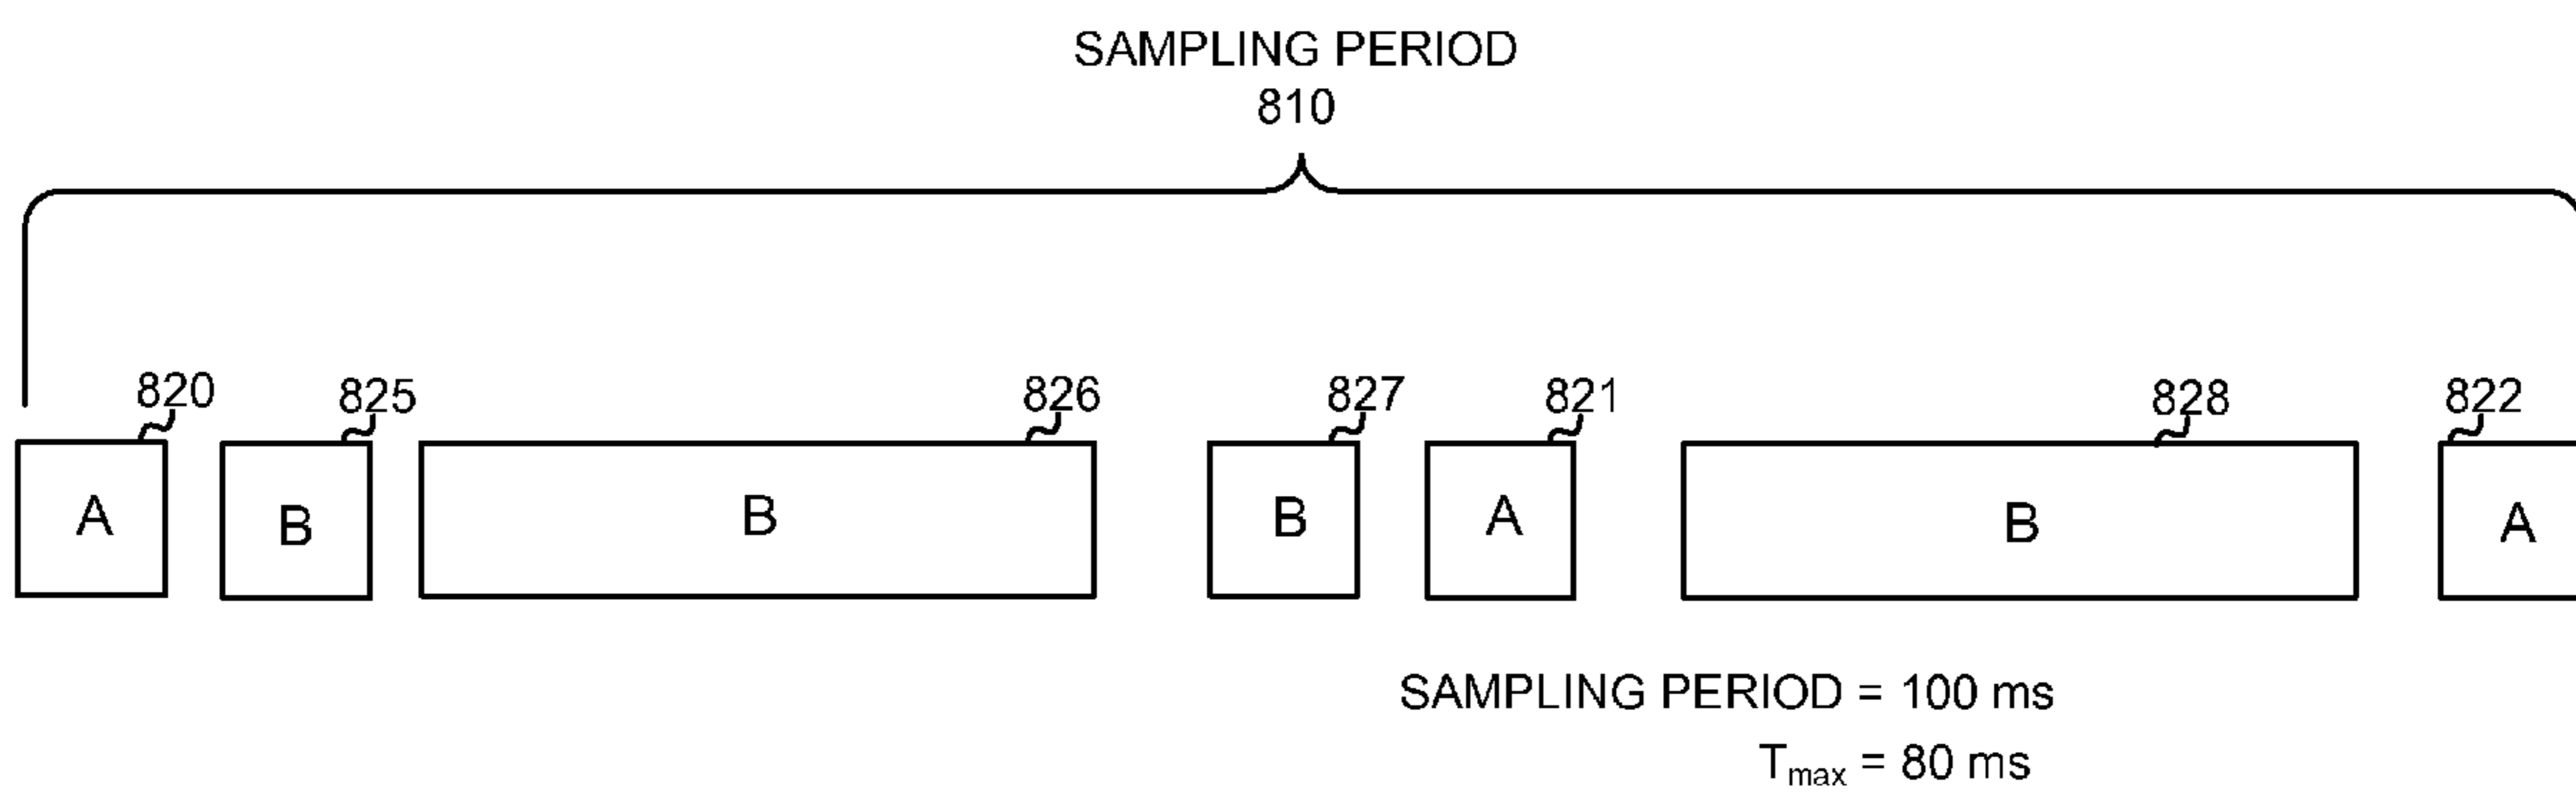 SAMPLING PERIOD
810
820 825 826 827 821 828 822
A B B B A B A
SAMPLING PERIOD = 100 ms
Tmax = 80 ms